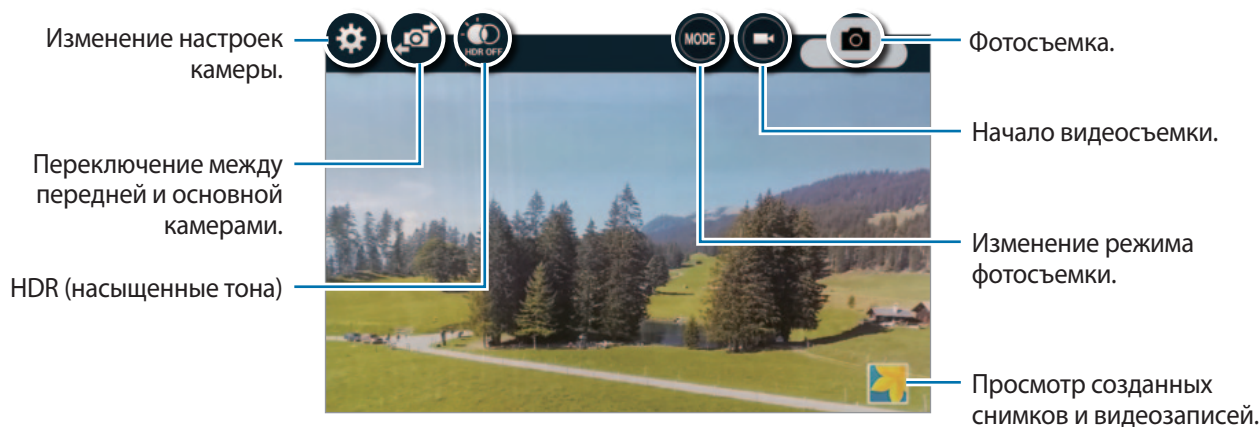 Изменение настроек
камеры.
Переключение между
передней и основной
камерами.
HDR (насыщенные тона)
HDR OFF
MODE
Фотосъемка.
Начало видеосъемки.
Изменение режима
фотосъемки.
Просмотр созданных
снимков и видеозаписей.